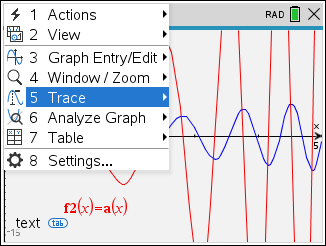 RAD
1 Actions
2 View
3 Graph Entry/Edit
4 Window / Zoom
5 Trace
6 Analyze Graph
7 Table
8 Settings...
x
5
f2(x)=a(x)
text tab
-15